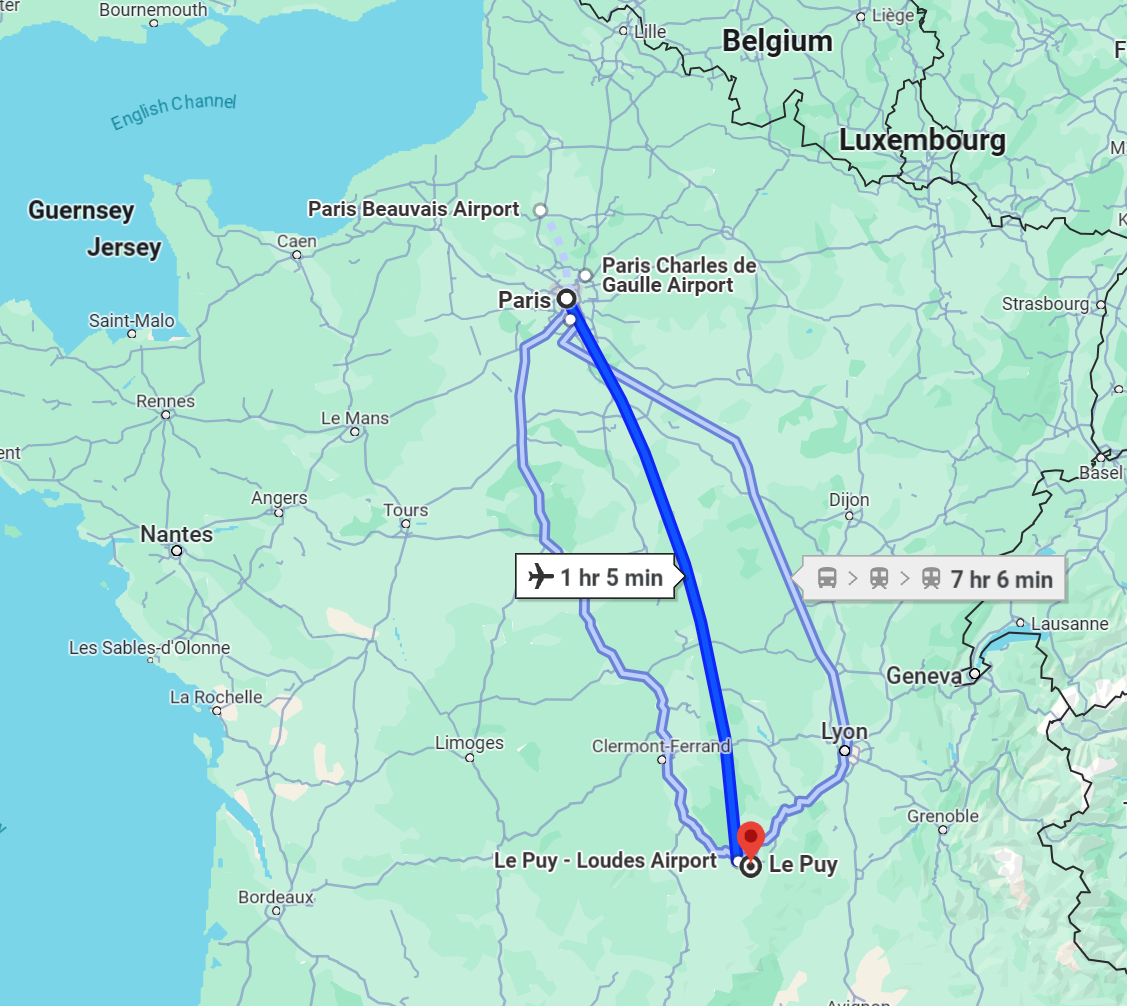 ter
Bournemouth
Liège
Lille
Belgium
F
English Channel
Luxembourg
M
Guernsey
Paris Beauvais Airport
K
Jersey
Caen
Paris Charles de
Gaulle Airport
Paris
Strasbourg
Saint-Malo
Rennes
Le Mans
ent
Basel
Angers
Dijon
Tours
Nantes
1 hr 5 min
7 hr 6 min
Lausanne
Les Sables-d'Olonne
Geneva
La Rochelle
Lyon
Limoges
Clermont-Ferrand
Grenoble
Le Puy - Loudes Airport
Le Puy
Bordeaux
Avignon